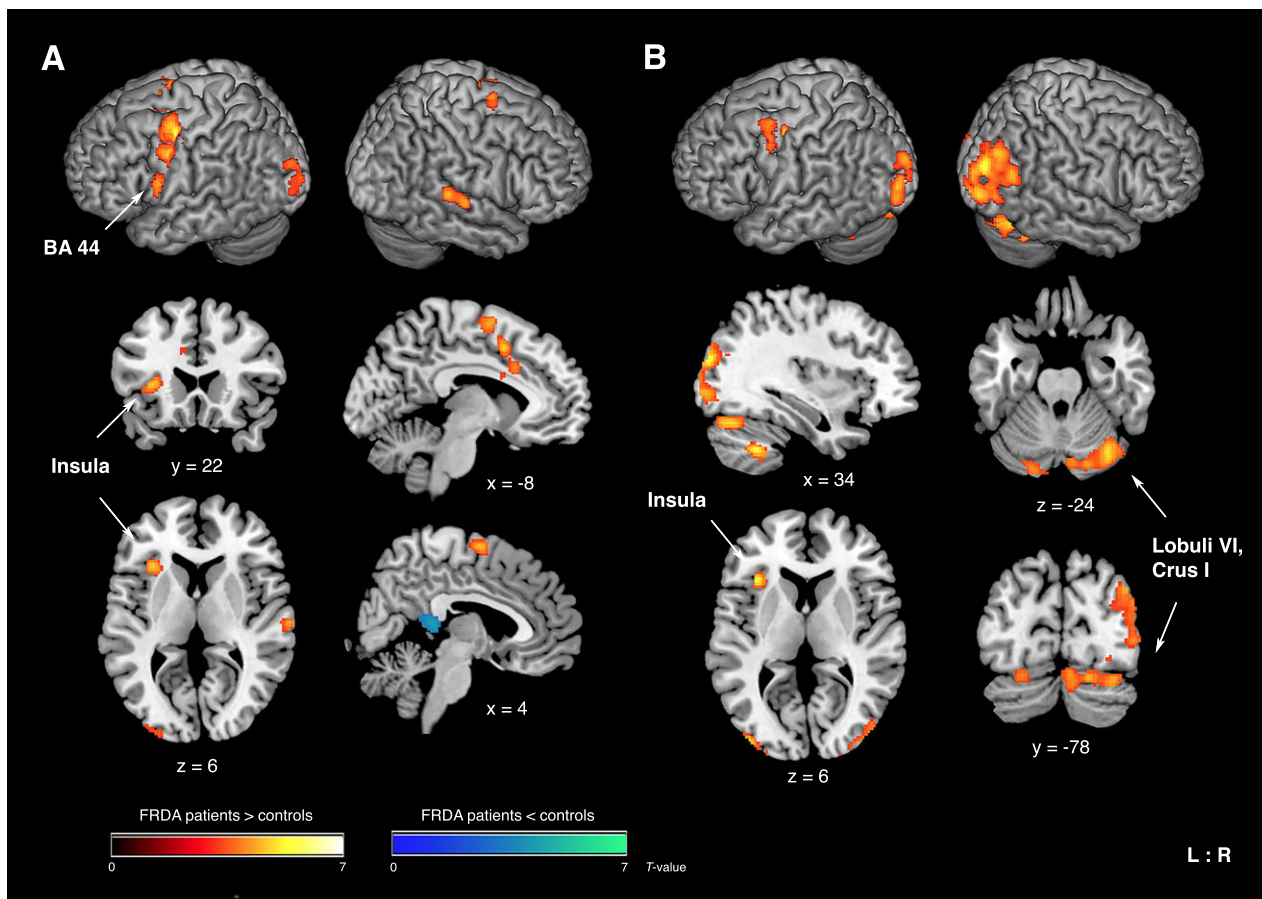 A
B
BA 44
Insula
y = 22
x = -8
x = 34
Insula
z = -24
Lobuli VI,
Crus I
x = 4
z = 6
z = 6
y = -78
FRDA patients > controls
FRDA patients < controls
0
7
0
7
T-value
L : R